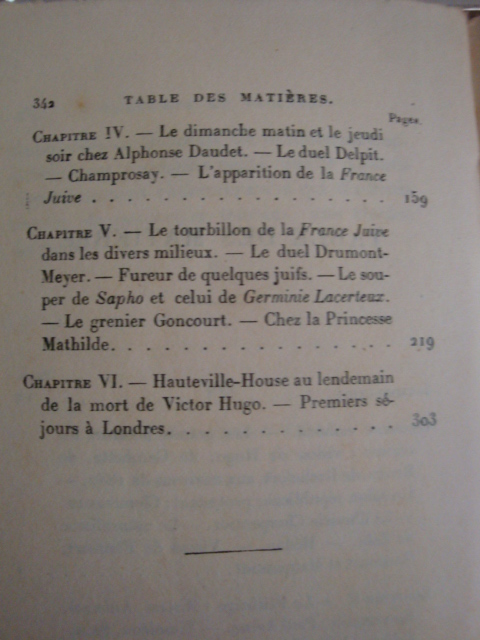 342 TABLE DES MATIÈRES.
Pages.
CHAPITRE IV. — Le dimanche matin et le jeudi
soir chez Alphonse Daudet. — Le duel Delpit.
— Champrosay. — L'apparition de la France
Juive . . . . . . . . . . . . . . . . . 159
CHAPITRE V. — Le tourbillon de la France Juive
dans les divers milieux. — Le duel Drumont-
Meyer. — Fureur de quelques juifs. — Le sou-
per de Sapho et celui de Germinie Lacerteux.
— Le grenier Goncourt. — Chez la Princesse
Mathilde. . . . . . . . . . . . . . . . 219
CHAPITRE VI. — Hauteville-House au lendemain
de la mort de Victor Hugo. — Premiers sé-
jours à Londres. . . . . . . . . . . . . 303